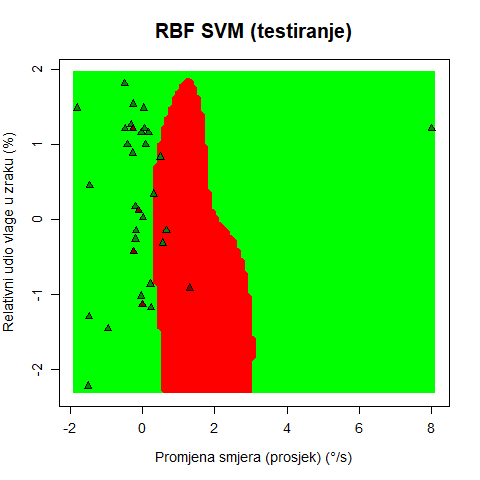 RBF SVM (testiranje)
2
1
0
-1
-2
Relativni udio vlage u zraku (%)
-2 0 2 4 6 8
Promjena smjera (prosjek) (°/s)